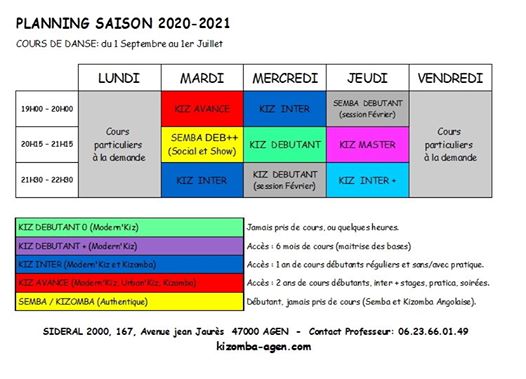 PLANNING SAISON 2020-2021
COURS DE DANSE: du 1 Septembre au 1er Juillet
LUNDI MARDI MERCREDI JEUDI VENDREDI
19H00 - 20H00 KIZ AVANCE KIZ INTER SEMBA DEBUTANT
(session Février)
Cours
particuliers
à la demande
20H15 - 21H15 SEMBA DEB++
(Social et Show) KIZ DEBUTANT KIZ MASTER
Cours
particuliers
à la demande
21H30 - 22H30 KIZ INTER KIZ DEBUTANT
(session Février) KIZ INTER +
KIZ DEBUTANT 0 (Modern'Kiz) Jamais pris de cours, ou quelques heures.
KIZ DEBUTANT + (Modern'Kiz) Accès : 6 mois de cours (maitrise des bases)
KIZ INTER (Modern'Kiz et Kizomba) Accès : 1 an de cours débutants réguliers et sans/avec pratique.
KIZ AVANCE (Modern'Kiz, Urban'Kiz, Kizomba) Accès : 2 ans de cours débutants, inter + stages, pratica, soirées.
SEMBA / KIZOMBA (Authentique) Débutant, jamais pris de cours (Semba et Kizomba Angolaise).
SIDERAL 2000, 167, Avenue jean Jaurès 47000 AGEN - Contact Professeur: 06.23.66.01.49
kizomba-agen.com